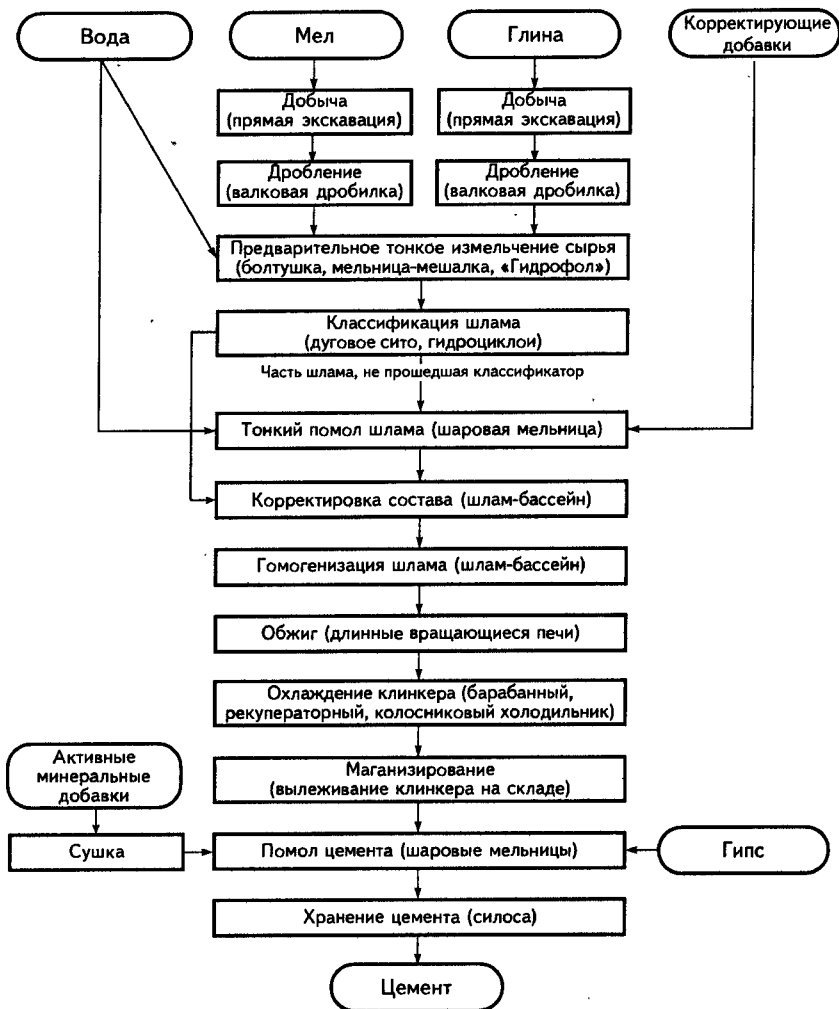 Вода
Мел
Глина
Корректирующие
добавки
Добыча
(прямая экскавация)
Добыча
(прямая экскавация)
Дробление
(валковая дробилка)
Дробление
(валковая дробилка)
Предварительное тонкое измельчение сырья
(болтушка, мельница-мешалка, «Гидрофол»)
Классификация шлама
(дуговое сито, гидроциклои)
Часть шлама, не прошедшая классификатор
Тонкий помол шлама (шаровая мельница)
Корректировка состава (шлам-бассейн)
Гомогенизация шлама (шлам-бассейн)
Обжиг (длинные вращающиеся печи)
Охлаждение клинкера (барабанный,
рекуператорный, колосниковый холодильник)
Активные
минеральные
добавки
Маганизирование
(вылеживание клинкера на складе)
Сушка
Помол цемента (шаровые мельницы)
Гипс
Хранение цемента (силоса)
Цемент